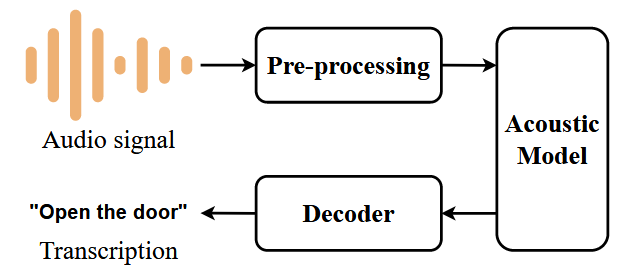 Pre-processing
Audio signal
Acoustic
Model
"Open the door"
Decoder
Transcription